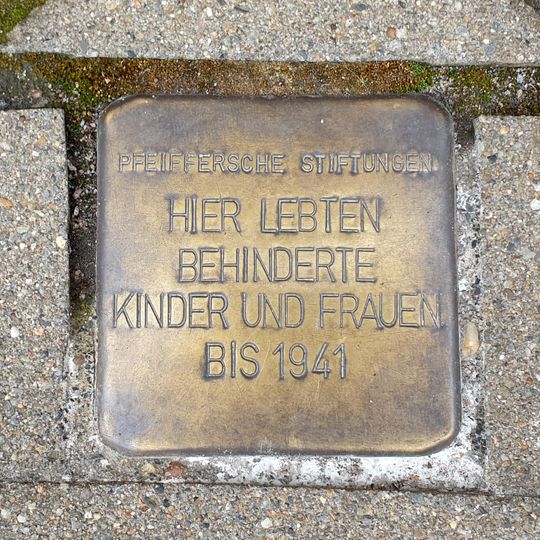 PFEIFFERSCHE STIFTUNGEN
HIER LEBTEN
BEHINDERTE
KINDER UND FRAUEN
BIS 1941